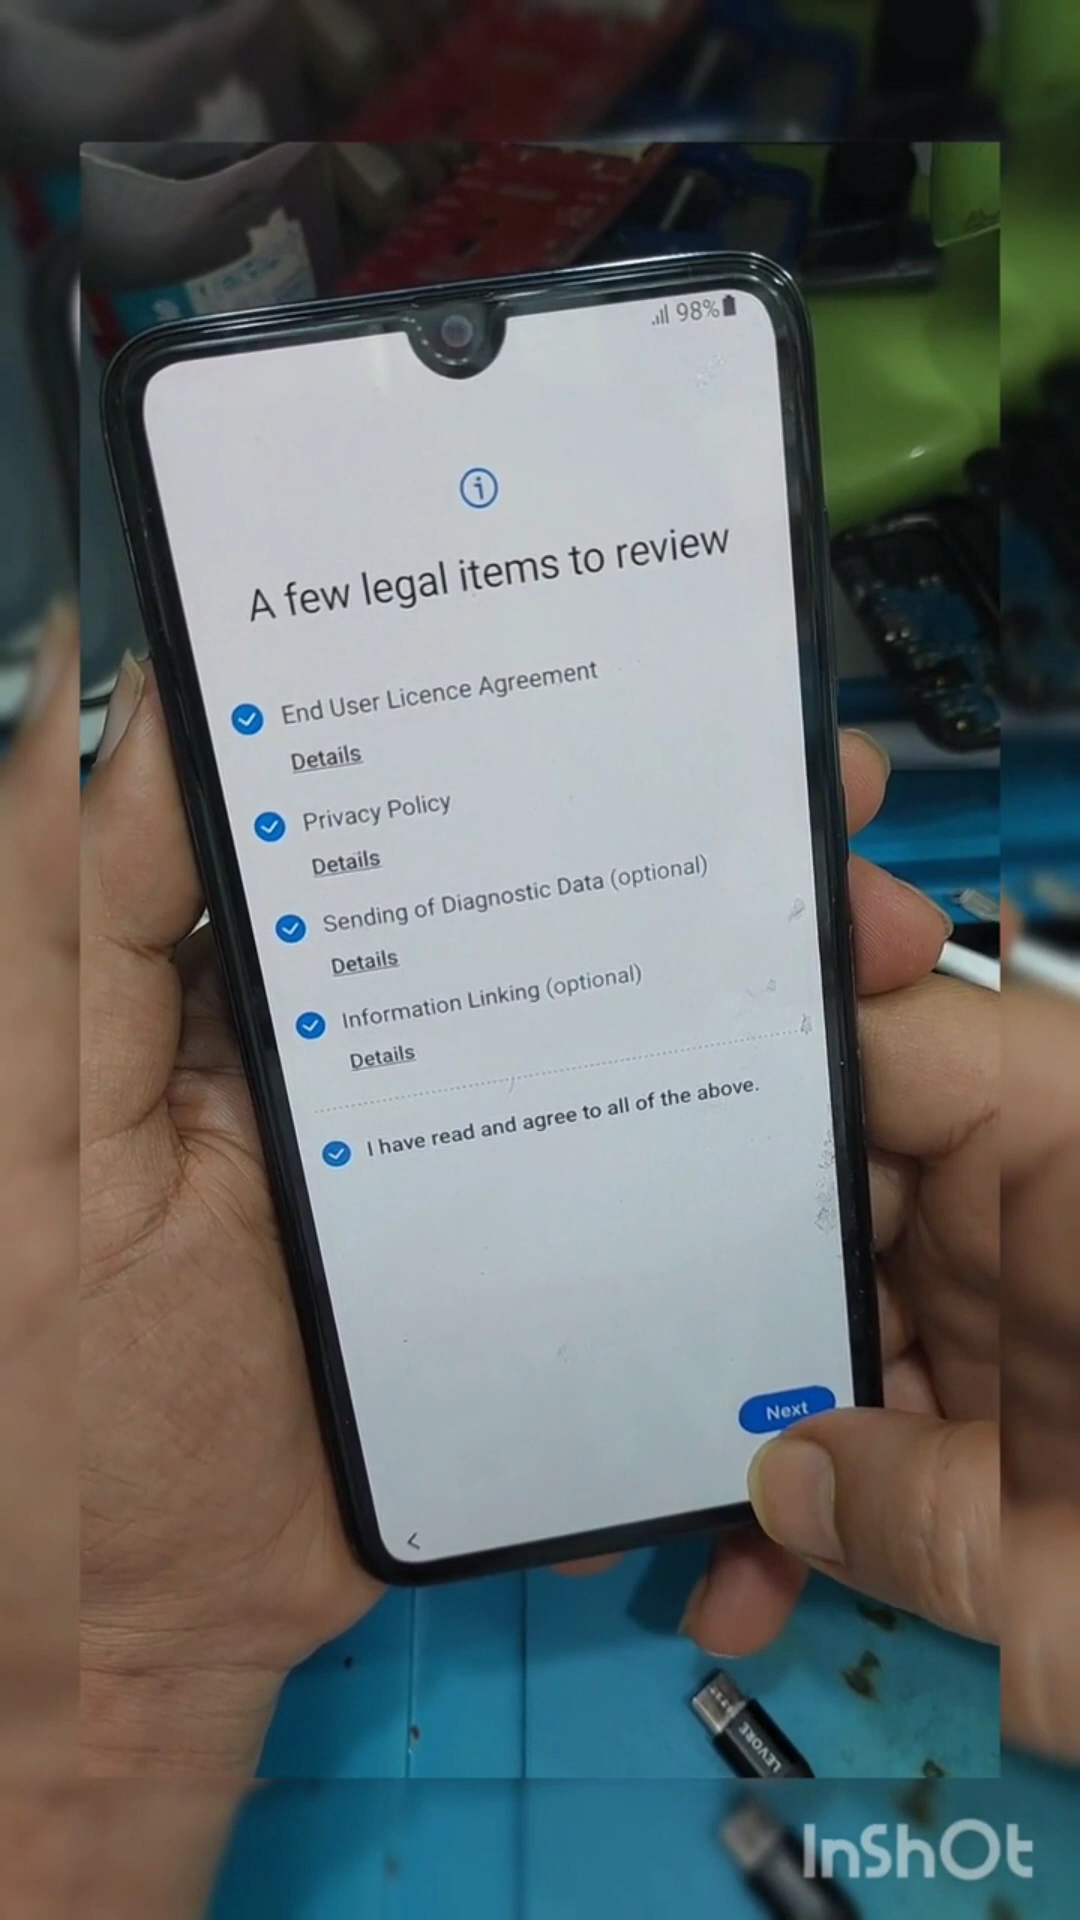 98%
A few legal items to review
End User Licence Agreement
Details
Privacy Policy
Details
Sending of Diagnostic Data (optional)
Details
Information Linking (optional)
Details
I have read and agree to all of the above.
Next
LEVORE
InShOt